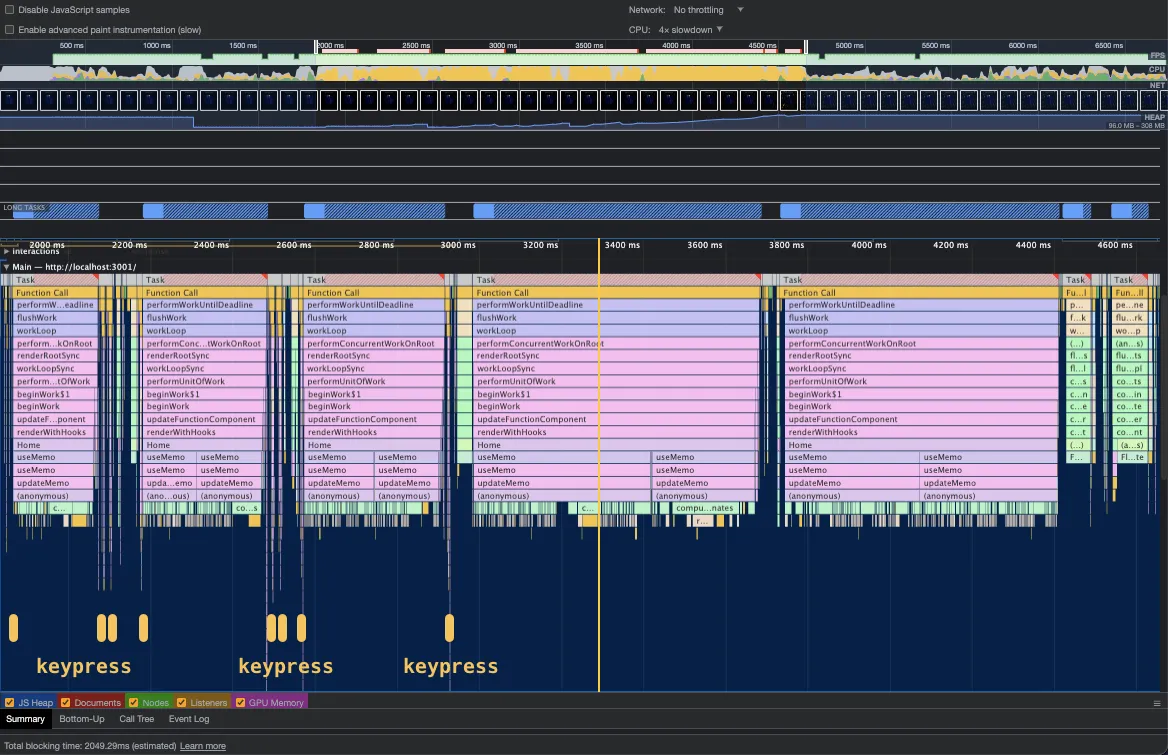 Disable JavaScript samples
Network: No throttling
Enable advanced paint instrumentation (slow)
CPU: 4× slowdown
500 ms 1000 ms 1500 ms 2000 ms 2500 ms 3000 ms 3500 ms 4000 ms 4500 ms 5000 ms 5500 ms 6000 ms 6500 ms
FPS
CPU
NET
HEAP
96.0 MB – 308 MB
LONG TASKS
2000 ms 2200 ms 2400 ms 2600 ms 2800 ms 3000 ms 3200 ms 3400 ms 3600 ms 3800 ms 4000 ms 4200 ms 4400 ms 4600 ms
Interactions
Main — http://localhost:3001/
Task Task Task Task Task Task Task
Function Call Function Call Function Call Function Call Function Call Fu...l Fun...ll
performW...eadline performWorkUntilDeadline performWorkUntilDeadline performWorkUntilDeadline performWorkUntilDeadline p... pe...ne
flushWork flushWork flushWork flushWork flushWork f...k flu...rk
workLoop workLoop workLoop workLoop workLoop w... wo...p
perform...kOnRoot performConc...tWorkOnRoot performConcurrentWorkOnRoot performConcurrentWorkOnRoot performConcurrentWorkOnRoot (...) (an...s)
renderRootSync renderRootSync renderRootSync renderRootSync renderRootSync fl...s flu...ts
workLoopSync workLoopSync workLoopSync workLoopSync workLoopSync fl...l flu...pl
perform...tOfWork performUnitOfWork performUnitOfWork performUnitOfWork performUnitOfWork c...s co...ts
beginWork$1 beginWork$1 beginWork$1 beginWork$1 beginWork$1 c...n co...in
beginWork beginWork beginWork beginWork beginWork c...e co...te
updateF...ponent updateFunctionComponent updateFunctionComponent updateFunctionComponent updateFunctionComponent c...r co...er
renderWithHooks renderWithHooks renderWithHooks renderWithHooks renderWithHooks c...t co...nt
Home Home Home Home Home (...) (a...s)
useMemo useMemo useMemo useMemo useMemo useMemo useMemo useMemo useMemo F... Fl...te
useMemo useMemo useMemo useMemo useMemo useMemo useMemo useMemo useMemo
updateMemo upda...emo updateMemo updateMemo updateMemo updateMemo updateMemo updateMemo updateMemo
(anonymous) (ano...ous) (anonymous) (anonymous) (anonymous) (anonymous) (anonymous) (anonymous) (anonymous)
c... co...s c... compu...nates
r...
keypress keypress keypress
JS Heap Documents Nodes Listeners GPU Memory
Summary Bottom-Up Call Tree Event Log
Total blocking time: 2049.29ms (estimated) Learn more